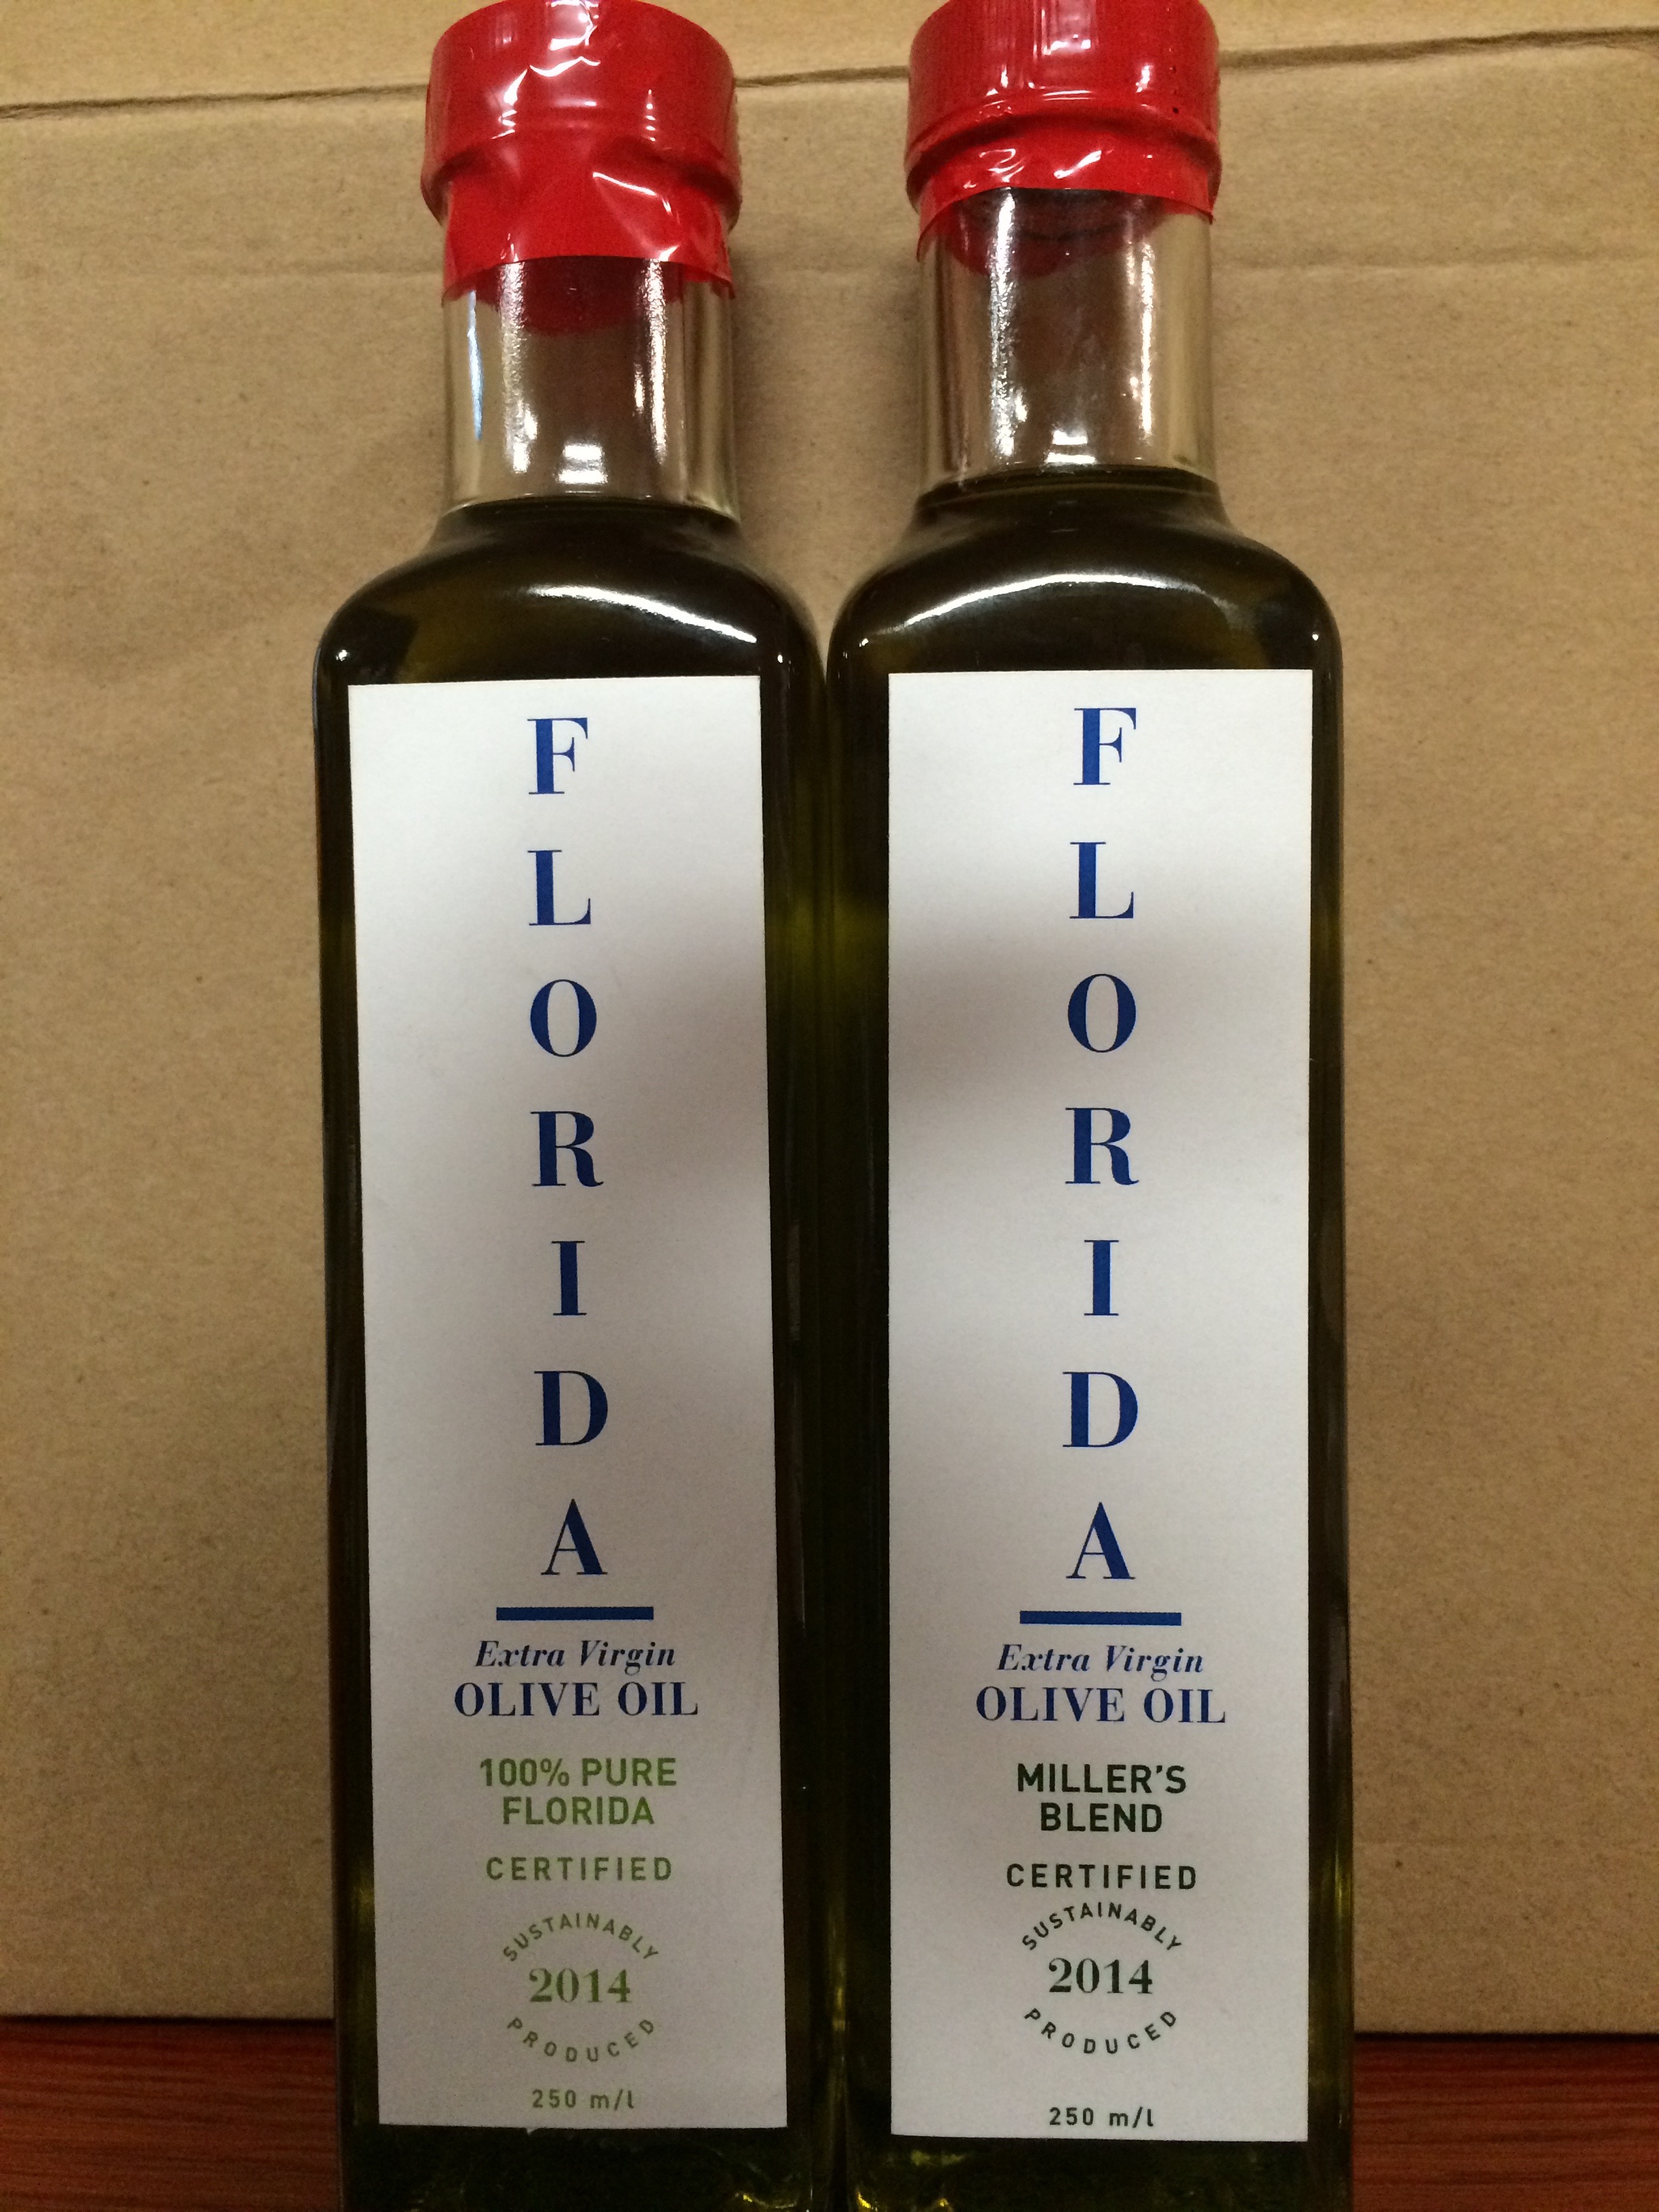 F
L
O
R
I
D
A
Extra Virgin
OLIVE OIL
100% PURE
FLORIDA
CERTIFIED
SUSTAINABLY
2014
PRODUCED
250 m/l
F
L
O
R
I
D
A
Extra Virgin
OLIVE OIL
MILLER'S
BLEND
CERTIFIED
SUSTAINABLY
2014
PRODUCED
250 m/l